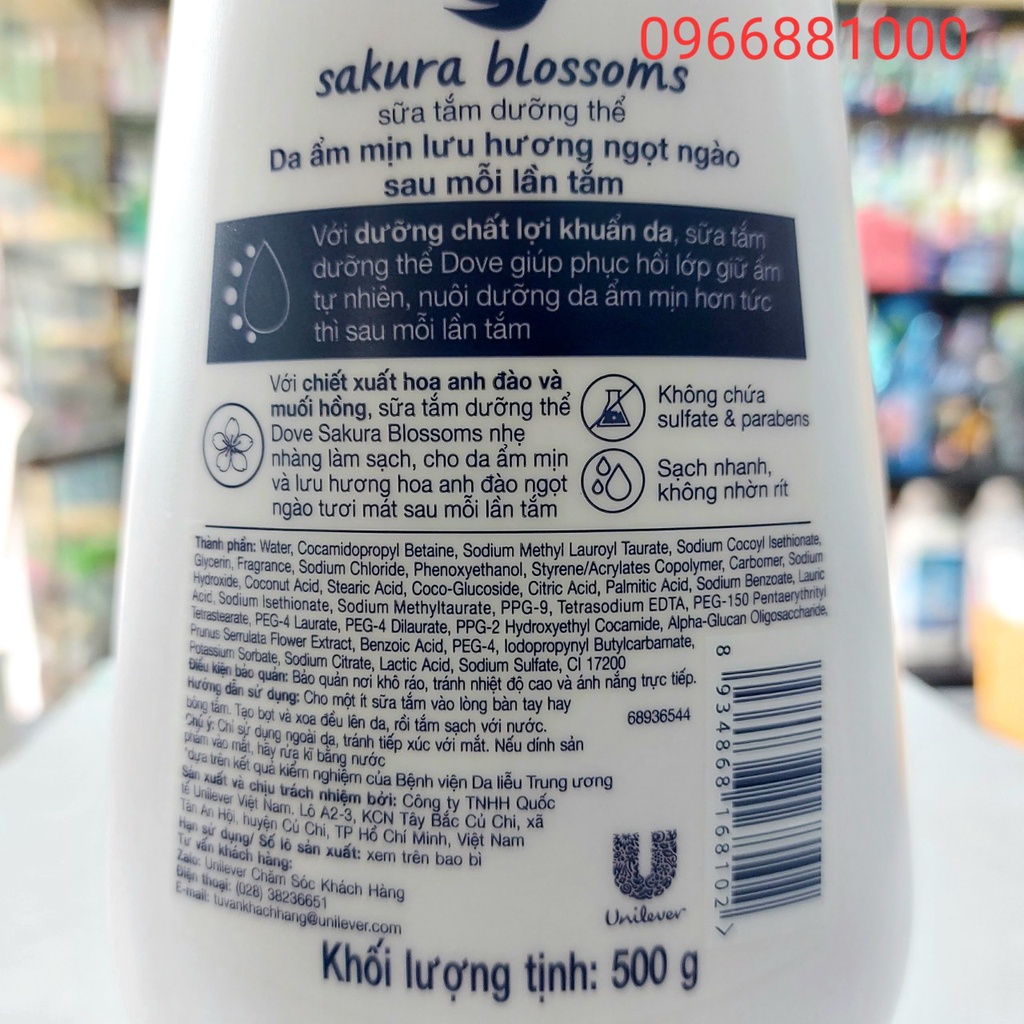 0966881000
sakura blossoms
sữa tắm dưỡng thể
Da ẩm mịn lưu hương ngọt ngào
sau mỗi lần tắm
Với dưỡng chất lợi khuẩn da, sữa tắm
dưỡng thể Dove giúp phục hồi lớp giữ ẩm
tự nhiên, nuôi dưỡng da ẩm mịn hơn tức
thì sau mỗi lần tắm
Với chiết xuất hoa anh đào và
muối hồng, sữa tắm dưỡng thể
Dove Sakura Blossoms nhẹ
nhàng làm sạch, cho da ẩm mịn
và lưu hương hoa anh đào ngọt
ngào tươi mát sau mỗi lần tắm
Không chứa
sulfate & parabens
Sạch nhanh,
không nhờn rít
Thành phần: Water, Cocamidopropyl Betaine, Sodium Methyl Lauroyl Taurate, Sodium Cocoyl Isethionate,
Glycerin, Fragrance, Sodium Chloride, Phenoxyethanol, Styrene/Acrylates Copolymer, Carbomer, Sodium
Hydroxide, Coconut Acid, Stearic Acid, Coco-Glucoside, Citric Acid, Palmitic Acid, Sodium Benzoate, Lauric
Acid, Sodium Isethionate, Sodium Methyltaurate, PPG-9, Tetrasodium EDTA, PEG-150 Pentaerythrityl
Tetrastearate, PEG-4 Laurate, PEG-4 Dilaurate, PPG-2 Hydroxyethyl Cocamide, Alpha-Glucan Oligosaccharide,
Prunus Serrulata Flower Extract, Benzoic Acid, PEG-4, Iodopropynyl Butylcarbamate,
Potassium Sorbate, Sodium Citrate, Lactic Acid, Sodium Sulfate, CI 17200
Điều kiện bảo quản: Bảo quản nơi khô ráo, tránh nhiệt độ cao và ánh nắng trực tiếp.
Hướng dẫn sử dụng: Cho một ít sữa tắm vào lòng bàn tay hay
bông tắm. Tạo bọt và xoa đều lên da, rồi tắm sạch với nước.
68936544
Chú ý: Chỉ sử dụng ngoài da, tránh tiếp xúc với mắt. Nếu dính sản
phẩm vào mắt, hãy rửa kĩ bằng nước
*dựa trên kết quả kiểm nghiệm của Bệnh viện Da liễu Trung ương
Sản xuất và chịu trách nhiệm bởi: Công ty TNHH Quốc
tế Unilever Việt Nam. Lô A2-3, KCN Tây Bắc Củ Chi, xã
Tân An Hội, huyện Củ Chi, TP Hồ Chí Minh, Việt Nam
Hạn sử dụng/ Số lô sản xuất: xem trên bao bì
Tư vấn khách hàng:
Zalo: Unilever Chăm Sóc Khách Hàng
Điện thoại: (028) 38236651
E-mail: tuvankhachhang@unilever.com
Unilever
8 934868 168102 >
Khối lượng tịnh: 500 g